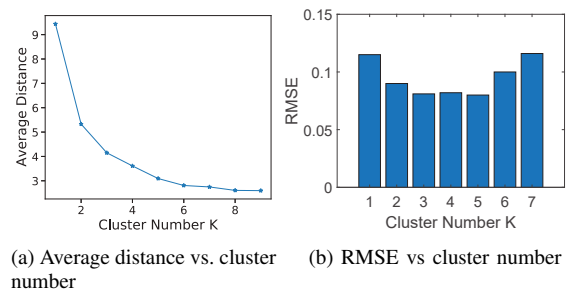 9
8
7
6
5
4
3
Average Distance
2 4 6 8
Cluster Number K
0.15
0.1
0.05
0
RMSE
1 2 3 4 5 6 7
Cluster Number K
(a) Average distance vs. cluster
number
(b) RMSE vs cluster number